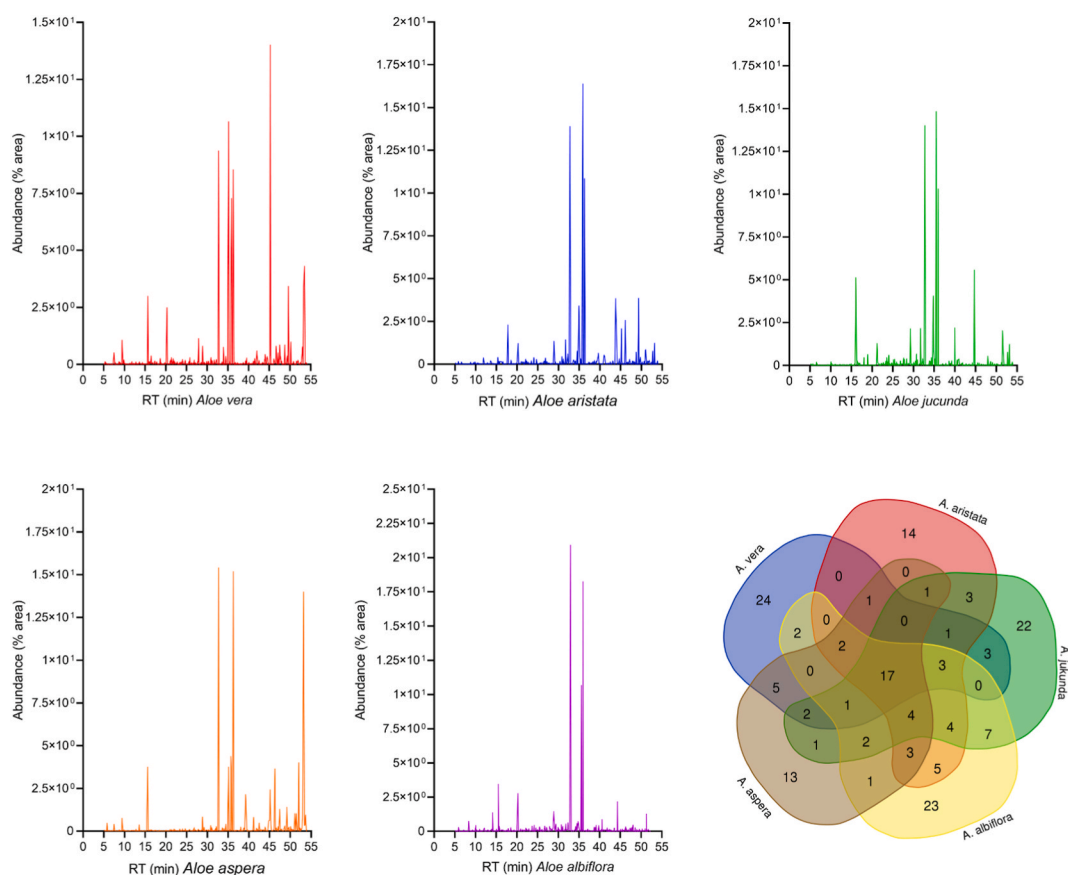 1.5×10¹
1.25×10¹
1×10¹
7.5×10⁰
5×10⁰
2.5×10⁰
0
Abundance (% area)
0 5 10 15 20 25 30 35 40 45 50 55
RT (min) Aloe vera
2×10¹
1.75×10¹
1.5×10¹
1.25×10¹
1×10¹
7.5×10⁰
5×10⁰
2.5×10⁰
0
Abundance (% area)
0 5 10 15 20 25 30 35 40 45 50 55
RT (min) Aloe aristata
2×10¹
1.75×10¹
1.5×10¹
1.25×10¹
1×10¹
7.5×10⁰
5×10⁰
2.5×10⁰
0
Abundance (% area)
0 5 10 15 20 25 30 35 40 45 50 55
RT (min) Aloe jucunda
2×10¹
1.75×10¹
1.5×10¹
1.25×10¹
1×10¹
7.5×10⁰
5×10⁰
2.5×10⁰
0
Abundance (% area)
0 5 10 15 20 25 30 35 40 45 50 55
RT (min) Aloe aspera
2.5×10¹
2.25×10¹
2×10¹
1.75×10¹
1.5×10¹
1.25×10¹
1×10¹
7.5×10⁰
5×10⁰
2.5×10⁰
0
Abundance (% area)
0 5 10 15 20 25 30 35 40 45 50 55
RT (min) Aloe albiflora
A. aristata
A. vera
A. jukunda
A. aspera
A. albiflora
14
0 0
24 1 1 3
2 0 0 1 22
2 3 3
0 17 0
5 1
2 4 4 7
1 2 3
13 1 5
23